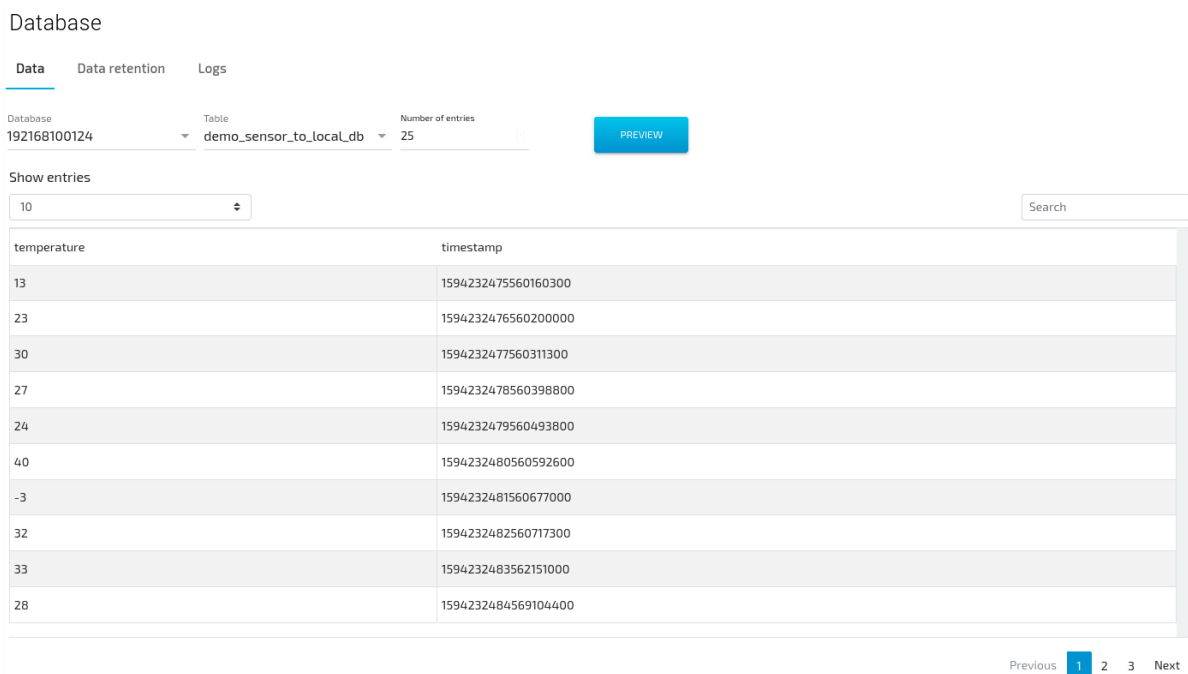 Database
Data Data retention Logs
Database Table Number of entries
192168100124 demo_sensor_to_local_db 25 PREVIEW
Show entries
10 Search
temperature timestamp
13 1594232475560160300
23 1594232476560200000
30 1594232477560311300
27 1594232478560398800
24 1594232479560493800
40 1594232480560592600
-3 1594232481560677000
32 1594232482560717300
33 1594232483562151000
28 1594232484569104400
Previous 1 2 3 Next